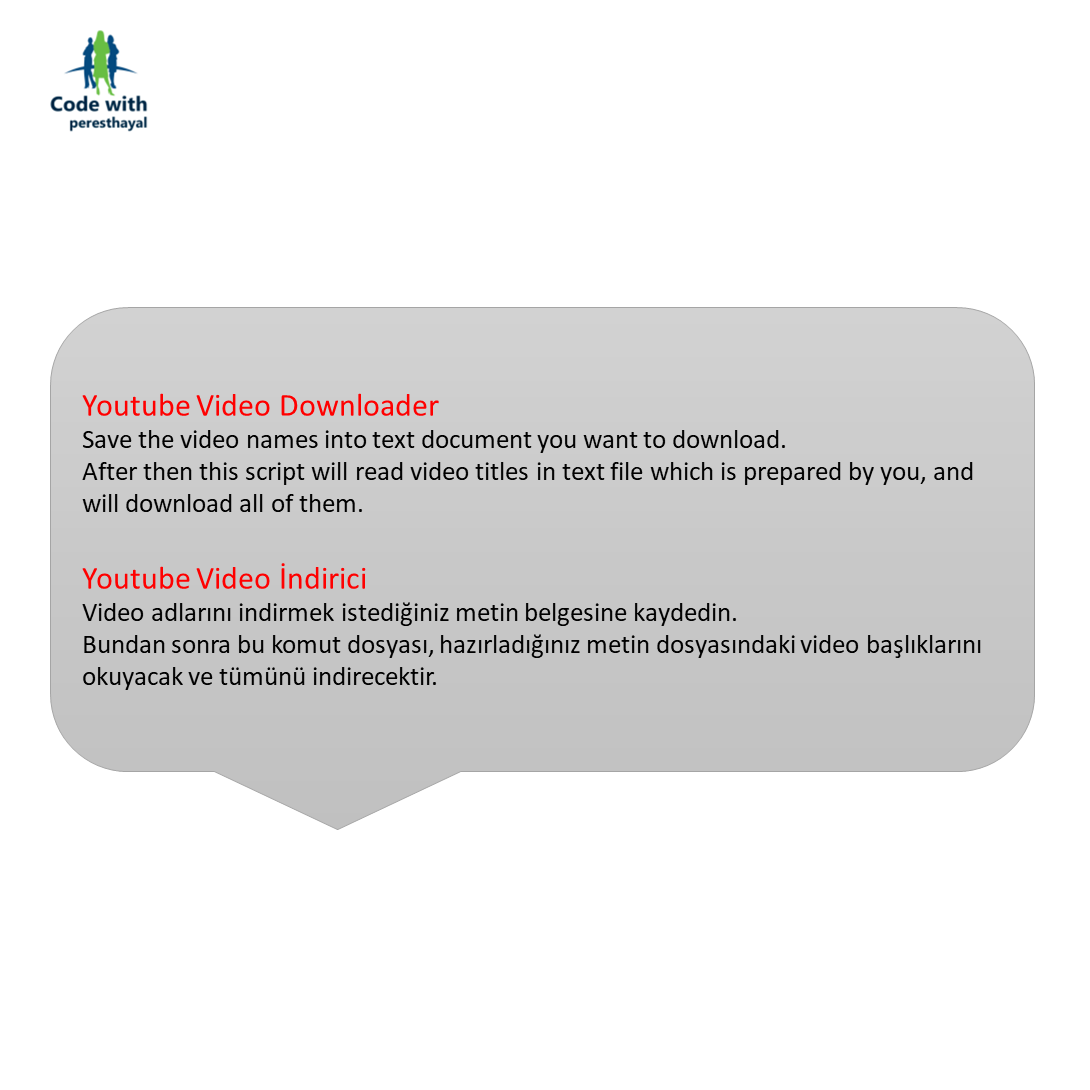 Code with
peresthayal
Youtube Video Downloader
Save the video names into text document you want to download.
After then this script will read video titles in text file which is prepared by you, and
will download all of them.
Youtube Video İndirici
Video adlarını indirmek istediğiniz metin belgesine kaydedin.
Bundan sonra bu komut dosyası, hazırladığınız metin dosyasındaki video başlıklarını
okuyacak ve tümünü indirecektir.